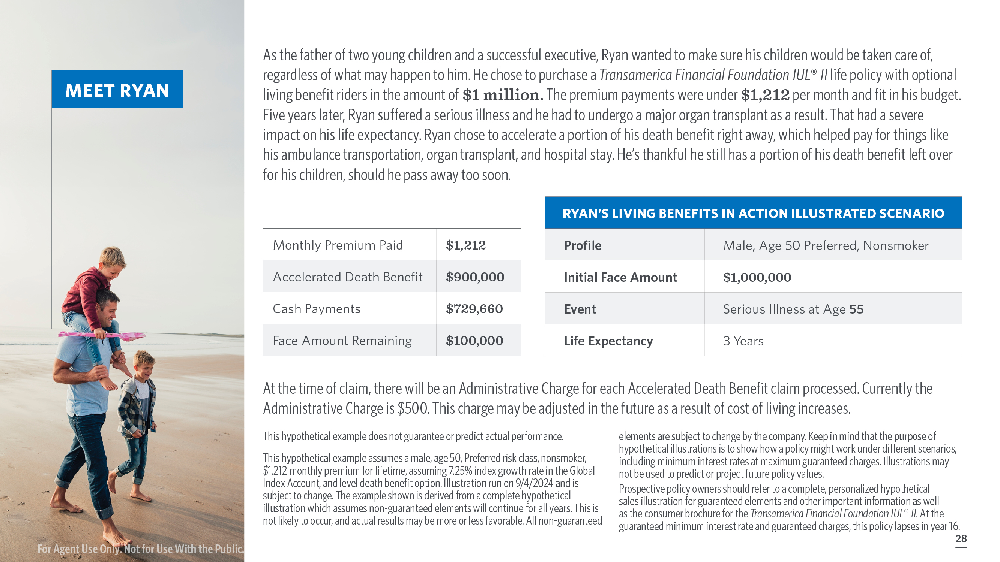 MEET RYAN
As the father of two young children and a successful executive, Ryan wanted to make sure his children would be taken care of,
regardless of what may happen to him. He chose to purchase a Transamerica Financial Foundation IUL® II life policy with optional
living benefit riders in the amount of $1 million. The premium payments were under $1,212 per month and fit in his budget.
Five years later, Ryan suffered a serious illness and he had to undergo a major organ transplant as a result. That had a severe
impact on his life expectancy. Ryan chose to accelerate a portion of his death benefit right away, which helped pay for things like
his ambulance transportation, organ transplant, and hospital stay. He’s thankful he still has a portion of his death benefit left over
for his children, should he pass away too soon.
Monthly Premium Paid $1,212
Accelerated Death Benefit $900,000
Cash Payments $729,660
Face Amount Remaining $100,000
RYAN’S LIVING BENEFITS IN ACTION ILLUSTRATED SCENARIO
Profile Male, Age 50 Preferred, Nonsmoker
Initial Face Amount $1,000,000
Event Serious Illness at Age 55
Life Expectancy 3 Years
At the time of claim, there will be an Administrative Charge for each Accelerated Death Benefit claim processed. Currently the
Administrative Charge is $500. This charge may be adjusted in the future as a result of cost of living increases.
This hypothetical example does not guarantee or predict actual performance.
This hypothetical example assumes a male, age 50, Preferred risk class, nonsmoker,
$1,212 monthly premium for lifetime, assuming 7.25% index growth rate in the Global
Index Account, and level death benefit option. Illustration run on 9/4/2024 and is
subject to change. The example shown is derived from a complete hypothetical
illustration which assumes non-guaranteed elements will continue for all years. This is
not likely to occur, and actual results may be more or less favorable. All non-guaranteed
elements are subject to change by the company. Keep in mind that the purpose of
hypothetical illustrations is to show how a policy might work under different scenarios,
including minimum interest rates at maximum guaranteed charges. Illustrations may
not be used to predict or project future policy values.
Prospective policy owners should refer to a complete, personalized hypothetical
sales illustration for guaranteed elements and other important information as well
as the consumer brochure for the Transamerica Financial Foundation IUL® II. At the
guaranteed minimum interest rate and guaranteed charges, this policy lapses in year 16.
28
For Agent Use Only. Not for Use With the Public.